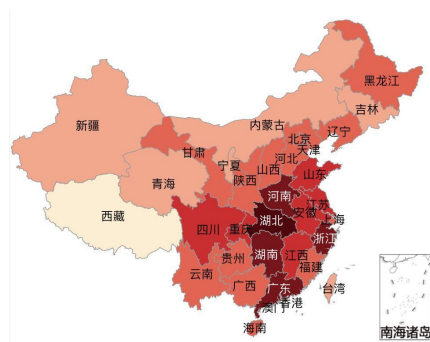 黑龙江
吉林
新疆
内蒙古
辽宁
北京
天津
甘肃
宁夏
河北
山西
山东
青海
陕西
河南
江苏
西藏
安徽
上海
湖北
四川
重庆
浙江
湖南
江西
贵州
福建
云南
广西
广东
台湾
香港
澳门
海南
南海诸岛